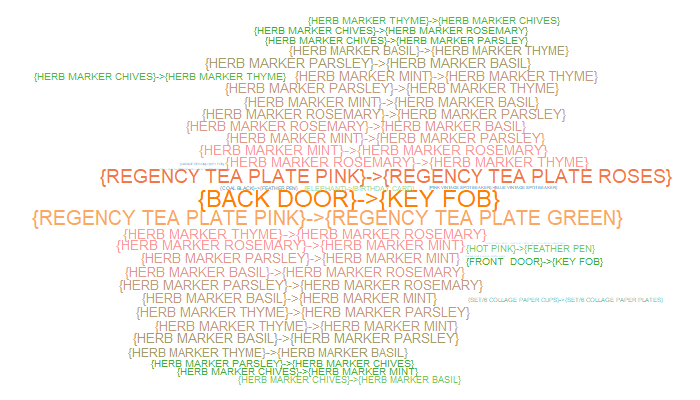 {HERB MARKER THYME}->{HERB MARKER CHIVES}
{HERB MARKER CHIVES}->{HERB MARKER ROSEMARY}
{HERB MARKER CHIVES}->{HERB MARKER PARSLEY}
{HERB MARKER BASIL}->{HERB MARKER THYME}
{HERB MARKER PARSLEY}->{HERB MARKER BASIL}
{HERB MARKER CHIVES}->{HERB MARKER THYME}
{HERB MARKER MINT}->{HERB MARKER THYME}
{HERB MARKER PARSLEY}->{HERB MARKER THYME}
{HERB MARKER MINT}->{HERB MARKER BASIL}
{HERB MARKER ROSEMARY}->{HERB MARKER PARSLEY}
{HERB MARKER ROSEMARY}->{HERB MARKER BASIL}
{HERB MARKER MINT}->{HERB MARKER PARSLEY}
{HERB MARKER MINT}->{HERB MARKER ROSEMARY}
{HERB MARKER ROSEMARY}->{HERB MARKER THYME}
{REGENCY TEA PLATE PINK}->{REGENCY TEA PLATE ROSES}
{COAL BLACK}->{FEATHER PEN}
{ELEPHANT}->{BIRTHDAY CARD}
{BACK DOOR}->{KEY FOB}
{REGENCY TEA PLATE PINK}->{REGENCY TEA PLATE GREEN}
{HERB MARKER THYME}->{HERB MARKER ROSEMARY}
{HERB MARKER ROSEMARY}->{HERB MARKER MINT}
{HOT PINK}->{FEATHER PEN}
{HERB MARKER PARSLEY}->{HERB MARKER MINT}
{FRONT DOOR}->{KEY FOB}
{HERB MARKER BASIL}->{HERB MARKER ROSEMARY}
{HERB MARKER PARSLEY}->{HERB MARKER ROSEMARY}
{HERB MARKER BASIL}->{HERB MARKER MINT}
{SET/6 COLLAGE PAPER CUPS}->{SET/6 COLLAGE PAPER PLATES}
{HERB MARKER THYME}->{HERB MARKER PARSLEY}
{HERB MARKER THYME}->{HERB MARKER MINT}
{HERB MARKER BASIL}->{HERB MARKER PARSLEY}
{HERB MARKER THYME}->{HERB MARKER BASIL}
{HERB MARKER PARSLEY}->{HERB MARKER CHIVES}
{HERB MARKER CHIVES}->{HERB MARKER MINT}
{HERB MARKER CHIVES}->{HERB MARKER BASIL}